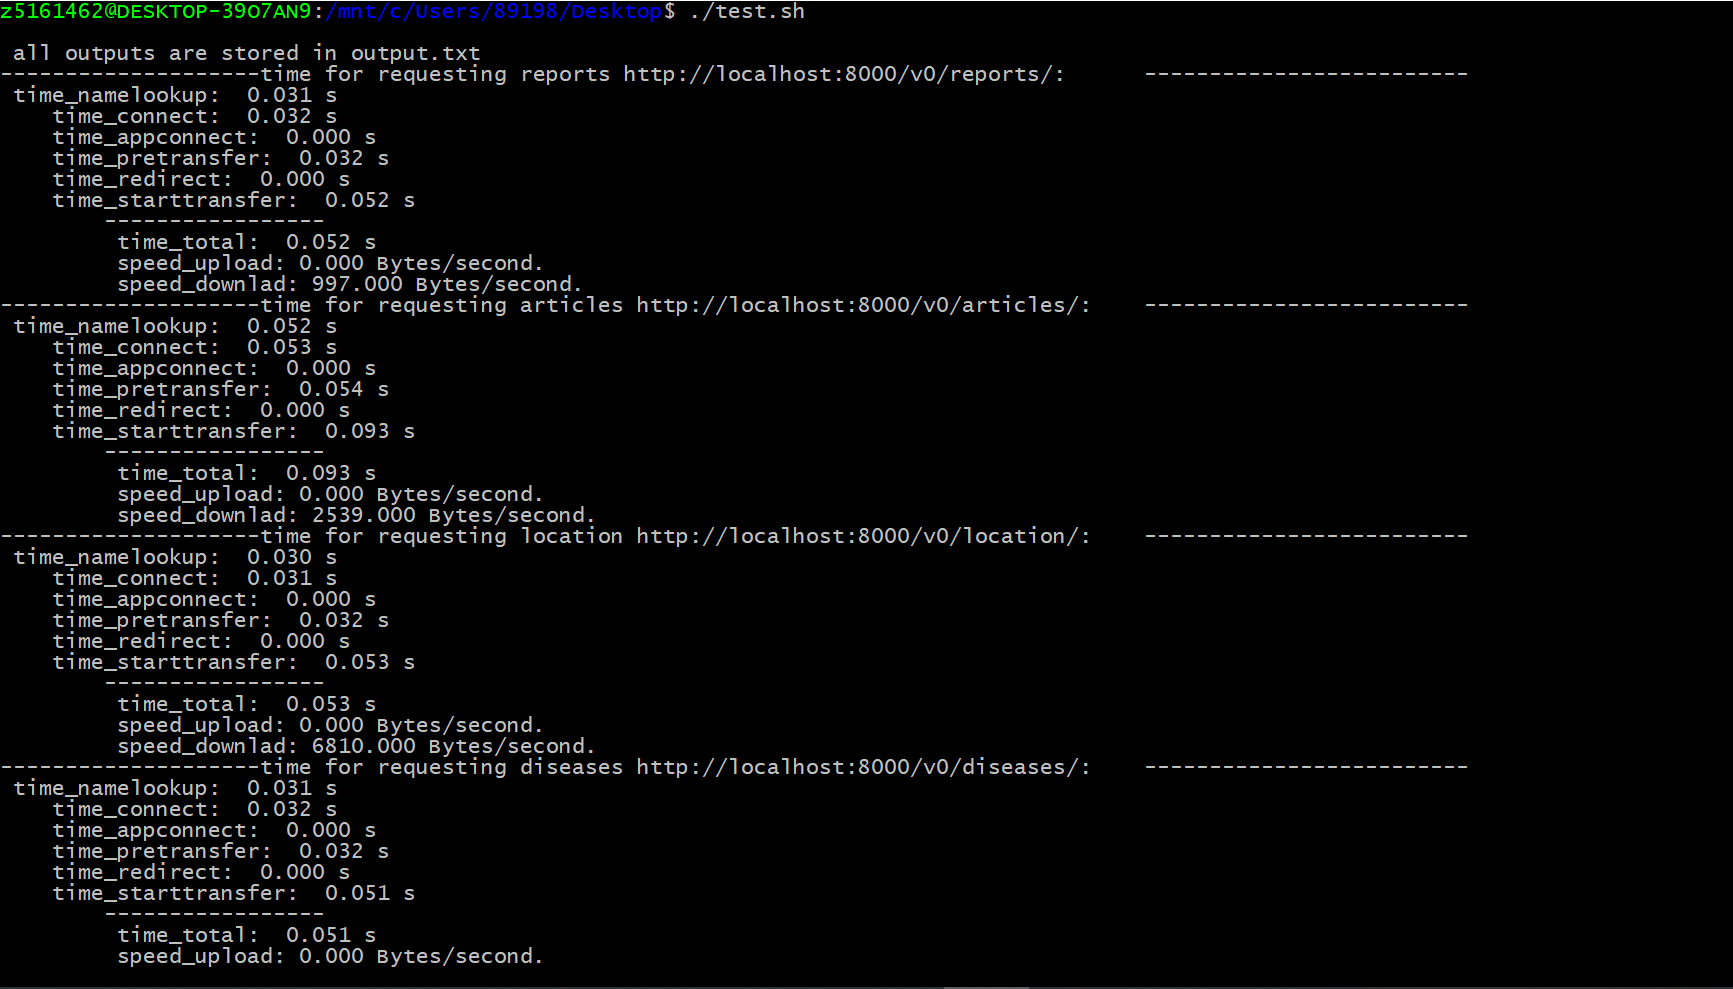 z5161462@DESKTOP-39O7AN9:/mnt/c/Users/89198/Desktop$ ./test.sh
all outputs are stored in output.txt
--------------------time for requesting reports http://localhost:8000/v0/reports/:      -------------------------
time_namelookup:  0.031 s
time_connect:  0.032 s
time_appconnect:  0.000 s
time_pretransfer:  0.032 s
time_redirect:  0.000 s
time_starttransfer:  0.052 s
-----------------
time_total:  0.052 s
speed_upload: 0.000 Bytes/second.
speed_downlad: 997.000 Bytes/second.
--------------------time for requesting articles http://localhost:8000/v0/articles/:    -------------------------
time_namelookup:  0.052 s
time_connect:  0.053 s
time_appconnect:  0.000 s
time_pretransfer:  0.054 s
time_redirect:  0.000 s
time_starttransfer:  0.093 s
-----------------
time_total:  0.093 s
speed_upload: 0.000 Bytes/second.
speed_downlad: 2539.000 Bytes/second.
--------------------time for requesting location http://localhost:8000/v0/location/:    -------------------------
time_namelookup:  0.030 s
time_connect:  0.031 s
time_appconnect:  0.000 s
time_pretransfer:  0.032 s
time_redirect:  0.000 s
time_starttransfer:  0.053 s
-----------------
time_total:  0.053 s
speed_upload: 0.000 Bytes/second.
speed_downlad: 6810.000 Bytes/second.
--------------------time for requesting diseases http://localhost:8000/v0/diseases/:    -------------------------
time_namelookup:  0.031 s
time_connect:  0.032 s
time_appconnect:  0.000 s
time_pretransfer:  0.032 s
time_redirect:  0.000 s
time_starttransfer:  0.051 s
-----------------
time_total:  0.051 s
speed_upload: 0.000 Bytes/second.